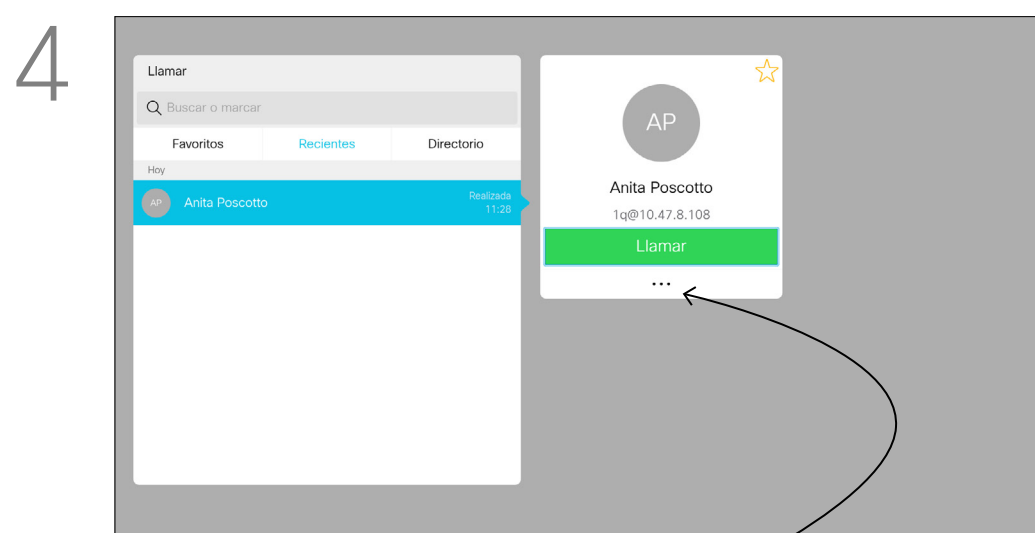 4
Llamar
Buscar o marcar
Favoritos Recientes Directorio
Hoy
AP Anita Poscotto Realizada
11:28
AP
Anita Poscotto
1q@10.47.8.108
Llamar
...